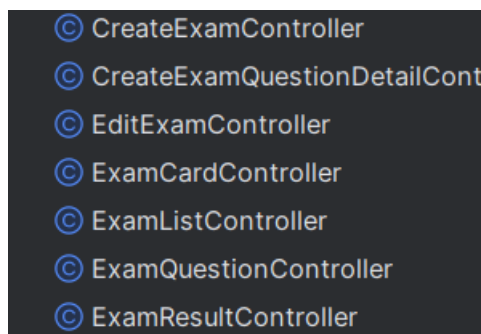 CreateExamController
CreateExamQuestionDetailCont
EditExamController
ExamCardController
ExamListController
ExamQuestionController
ExamResultController